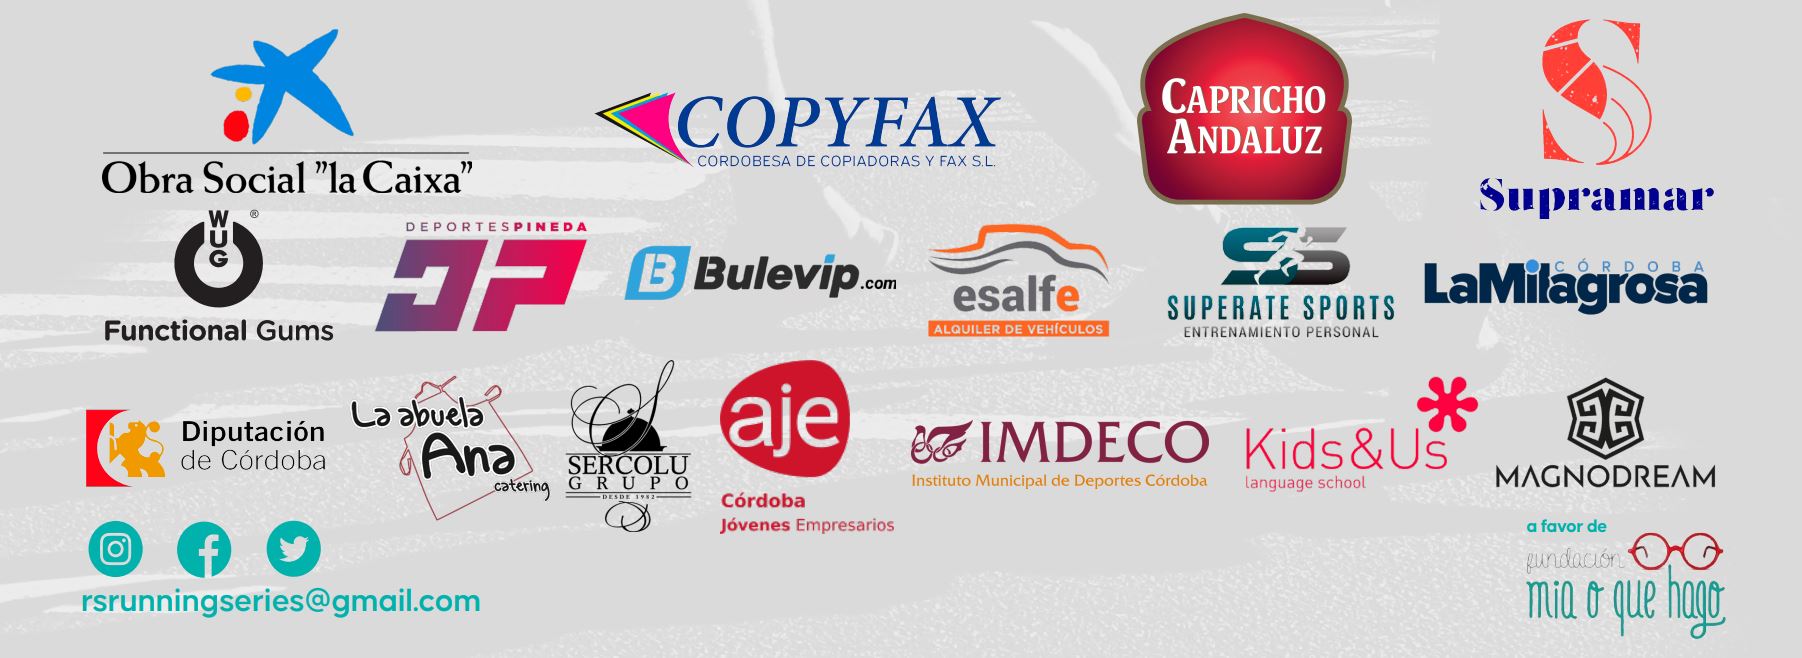 Obra Social "la Caixa"
COPYFAX
CORDOBESA DE COPIADORAS Y FAX S.L.
CAPRICHO
ANDALUZ
Supramar
WUG®
Functional Gums
DEPORTESPINEDA
DP
B Bulevip.com
esalfe
ALQUILER DE VEHÍCULOS
SS
SUPERATE SPORTS
ENTRENAMIENTO PERSONAL
CÓRDOBA
LaMilagrosa
Diputación
de Córdoba
La abuela
Ana
catering
S
SERCOLU
GRUPO
DESDE 1982
aje
Córdoba
Jóvenes Empresarios
IMDECO
Instituto Municipal de Deportes Córdoba
Kids&Us
language school
MAGNODREAM
rsrunningseries@gmail.com
a favor de
fundación
mia o que hago